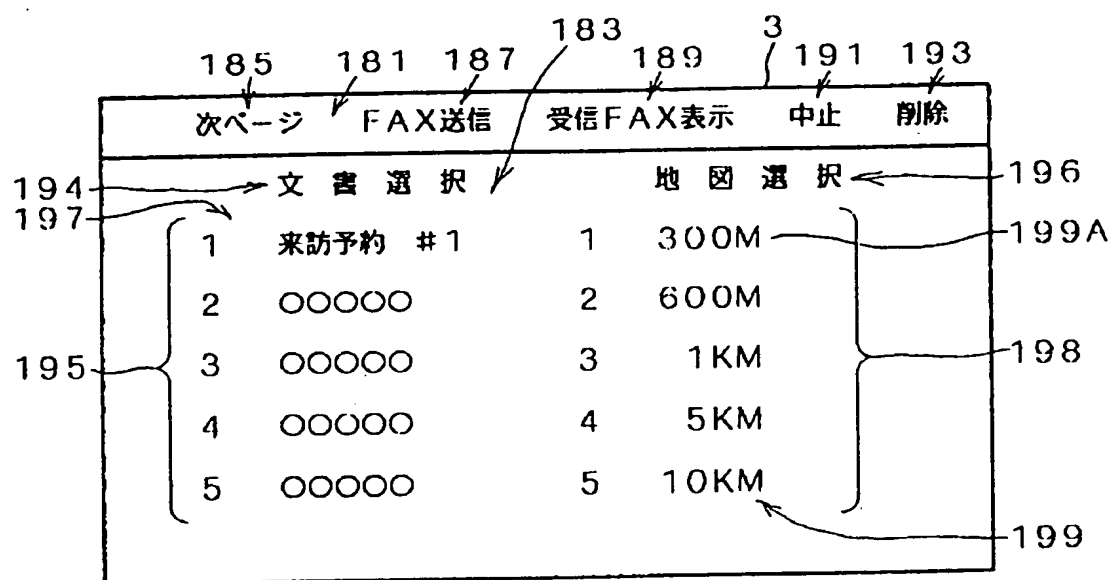 3
183
185 181 187 189 191 193
次ページ FAX送信 受信FAX表示 中止 削除
194 文書選択 地図選択 196
197
1 来訪予約 #1 1 300M 199A
2 ○○○○○ 2 600M
195 3 ○○○○○ 3 1KM 198
4 ○○○○○ 4 5KM
5 ○○○○○ 5 10KM
199